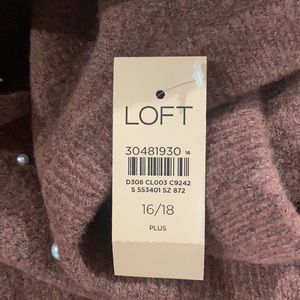 LOFT
30481930 16
D308 CL003 C9242
S 553401 SZ 872
16/18
PLUS